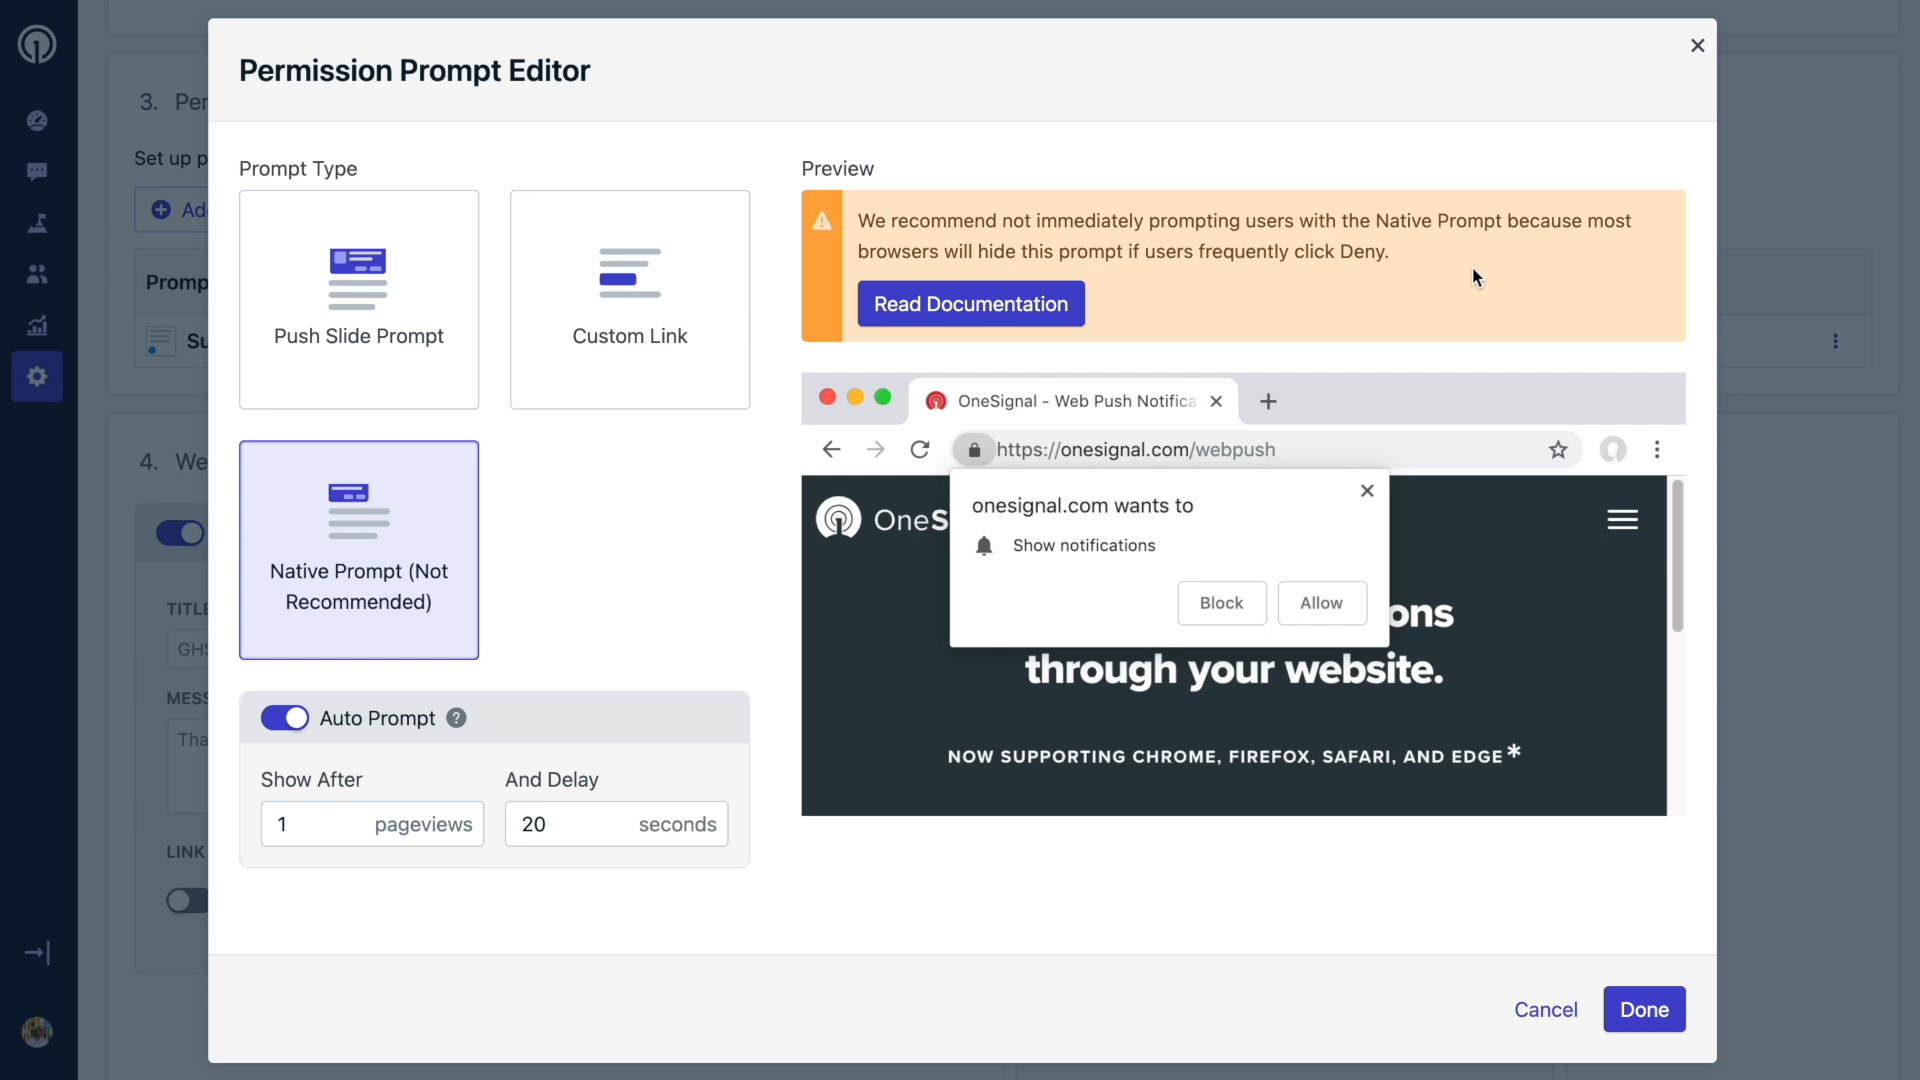 Permission Prompt Editor
3. Per
Set up p
Add
Promp
Su
4. We
TITLE
GHS
MESS
Tha
LINK
Prompt Type
Push Slide Prompt
Custom Link
Native Prompt (Not
Recommended)
Auto Prompt ?
Show After
And Delay
1 pageviews
20 seconds
Preview
We recommend not immediately prompting users with the Native Prompt because most
browsers will hide this prompt if users frequently click Deny.
Read Documentation
OneSignal - Web Push Notifica
https://onesignal.com/webpush
OneS
onesignal.com wants to
Show notifications
Block
Allow
ons
through your website.
NOW SUPPORTING CHROME, FIREFOX, SAFARI, AND EDGE*
Cancel
Done